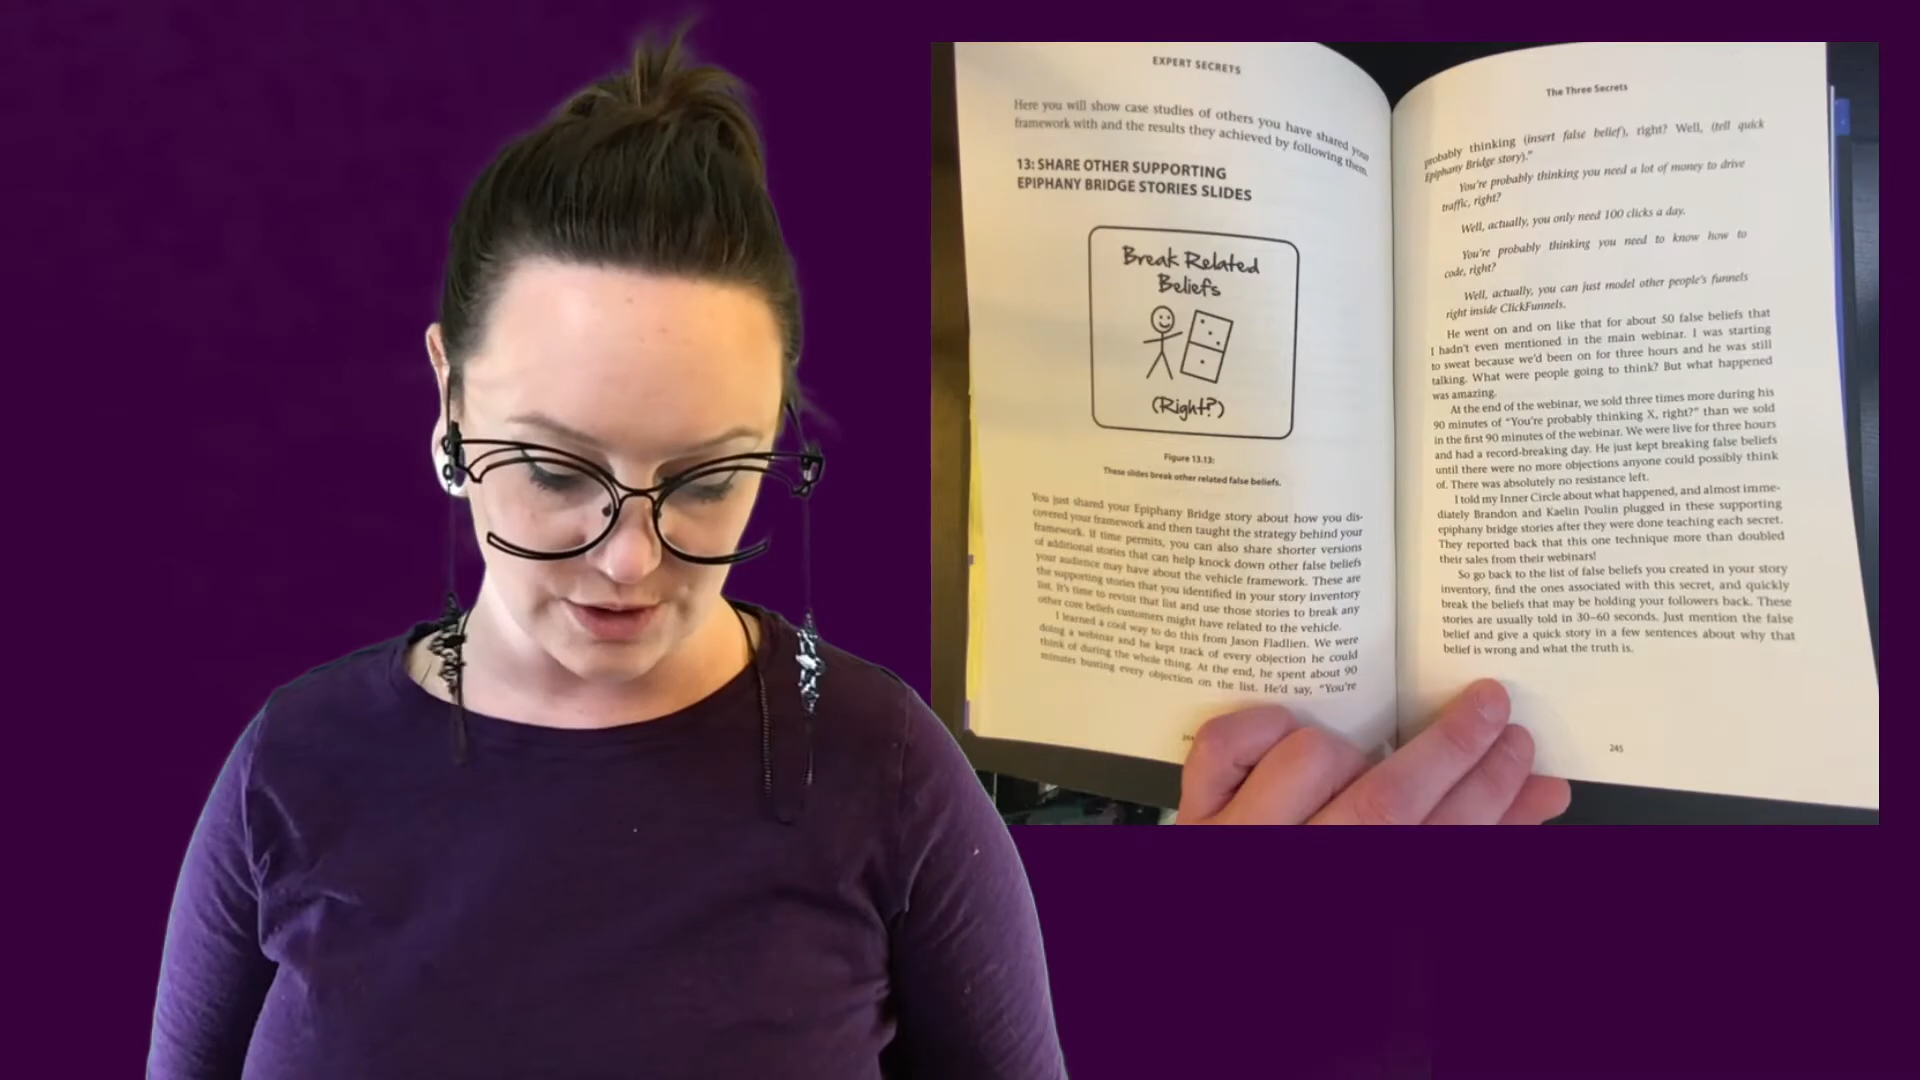 EXPERT SECRETS
Here you will show case studies of others you have shared your
framework with and the results they achieved by following them.
13: SHARE OTHER SUPPORTING
EPIPHANY BRIDGE STORIES SLIDES
Break Related
Beliefs
(Right?)
Figure 13.13:
These slides break other related false beliefs.
You just shared your Epiphany Bridge story about how you dis-
covered your framework and then taught the strategy behind your
framework. If time permits, you can also share shorter versions
of additional stories that can help knock down other false beliefs
your audience may have about the vehicle framework. These are
the supporting stories that you identified in your story inventory
list. It's time to revisit that list and use those stories to break any
other core beliefs customers might have related to the vehicle.
I learned a cool way to do this from Jason Fladlien. We were
doing a webinar and he kept track of every objection he could
think of during the whole thing. At the end, he spent about 90
minutes busting every objection on the list. He'd say, "You're
The Three Secrets
probably thinking (insert false belief), right? Well, (tell quick
Epiphany Bridge story)."
You're probably thinking you need a lot of money to drive
traffic, right?
Well, actually, you only need 100 clicks a day.
You're probably thinking you need to know how to
code, right?
Well, actually, you can just model other people's funnels
right inside ClickFunnels.
He went on and on like that for about 50 false beliefs that
I hadn't even mentioned in the main webinar. I was starting
to sweat because we'd been on for three hours and he was still
talking. What were people going to think? But what happened
was amazing.
At the end of the webinar, we sold three times more during his
90 minutes of "You're probably thinking X, right?" than we sold
in the first 90 minutes of the webinar. We were live for three hours
and had a record-breaking day. He just kept breaking false beliefs
until there were no more objections anyone could possibly think
of. There was absolutely no resistance left.
I told my Inner Circle about what happened, and almost imme-
diately Brandon and Kaelin Poulin plugged in these supporting
epiphany bridge stories after they were done teaching each secret.
They reported back that this one technique more than doubled
their sales from their webinars!
So go back to the list of false beliefs you created in your story
inventory, find the ones associated with this secret, and quickly
break the beliefs that may be holding your followers back. These
stories are usually told in 30–60 seconds. Just mention the false
belief and give a quick story in a few sentences about why that
belief is wrong and what the truth is.
245